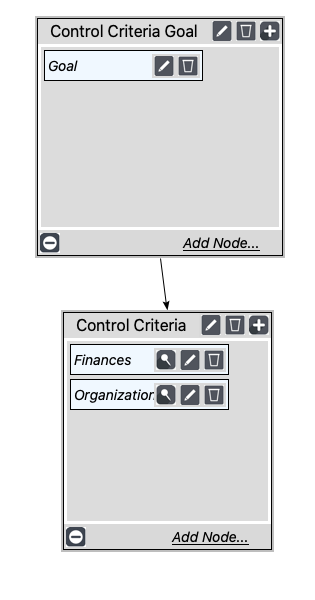 Control Criteria Goal
Goal
Add Node...
Control Criteria
Finances
Organization
Add Node...